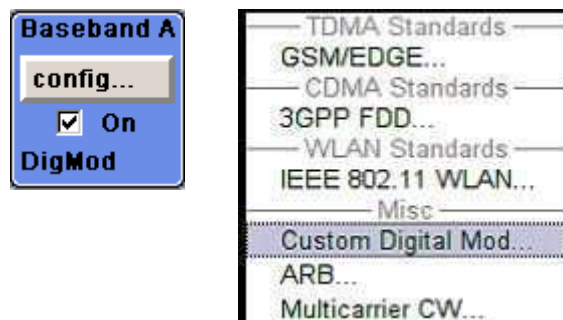 Baseband A
config...
On
DigMod
TDMA Standards
GSM/EDGE...
CDMA Standards
3GPP FDD...
WLAN Standards
IEEE 802.11 WLAN...
Misc
Custom Digital Mod...
ARB...
Multicarrier CW...